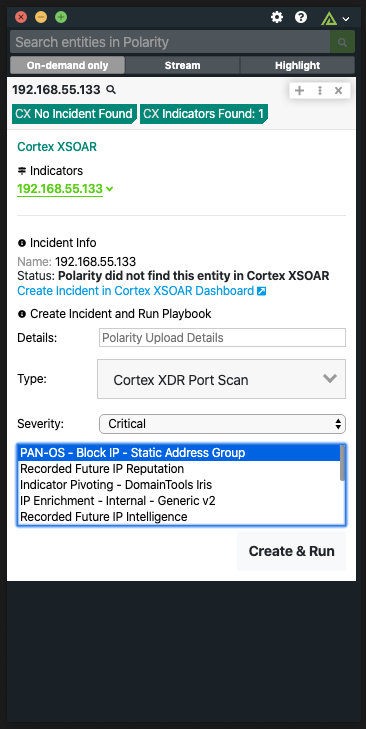 Search entities in Polarity
On-demand only Stream Highlight
192.168.55.133
CX No Incident Found CX Indicators Found: 1
Cortex XSOAR
Indicators
192.168.55.133
Incident Info
Name: 192.168.55.133
Status: Polarity did not find this entity in Cortex XSOAR
Create Incident in Cortex XSOAR Dashboard
Create Incident and Run Playbook
Details: Polarity Upload Details
Type: Cortex XDR Port Scan
Severity: Critical
PAN-OS - Block IP - Static Address Group
Recorded Future IP Reputation
Indicator Pivoting - DomainTools Iris
IP Enrichment - Internal - Generic v2
Recorded Future IP Intelligence
Create & Run